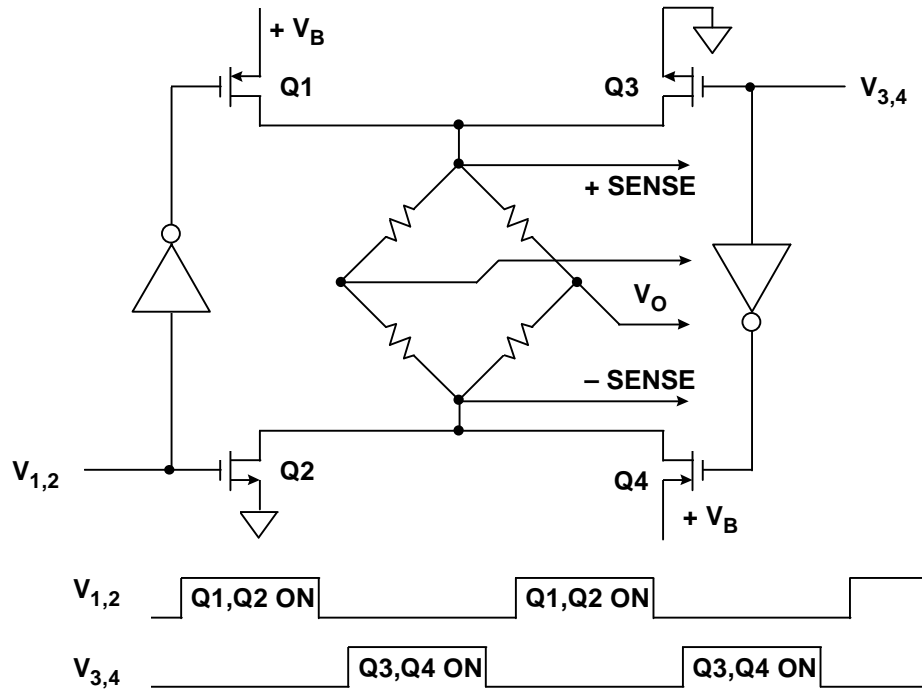 + V_B
Q1
Q3
V_3,4
+ SENSE
V_O
– SENSE
V_1,2
Q2
Q4
+ V_B
V_1,2
Q1,Q2 ON
Q1,Q2 ON
V_3,4
Q3,Q4 ON
Q3,Q4 ON